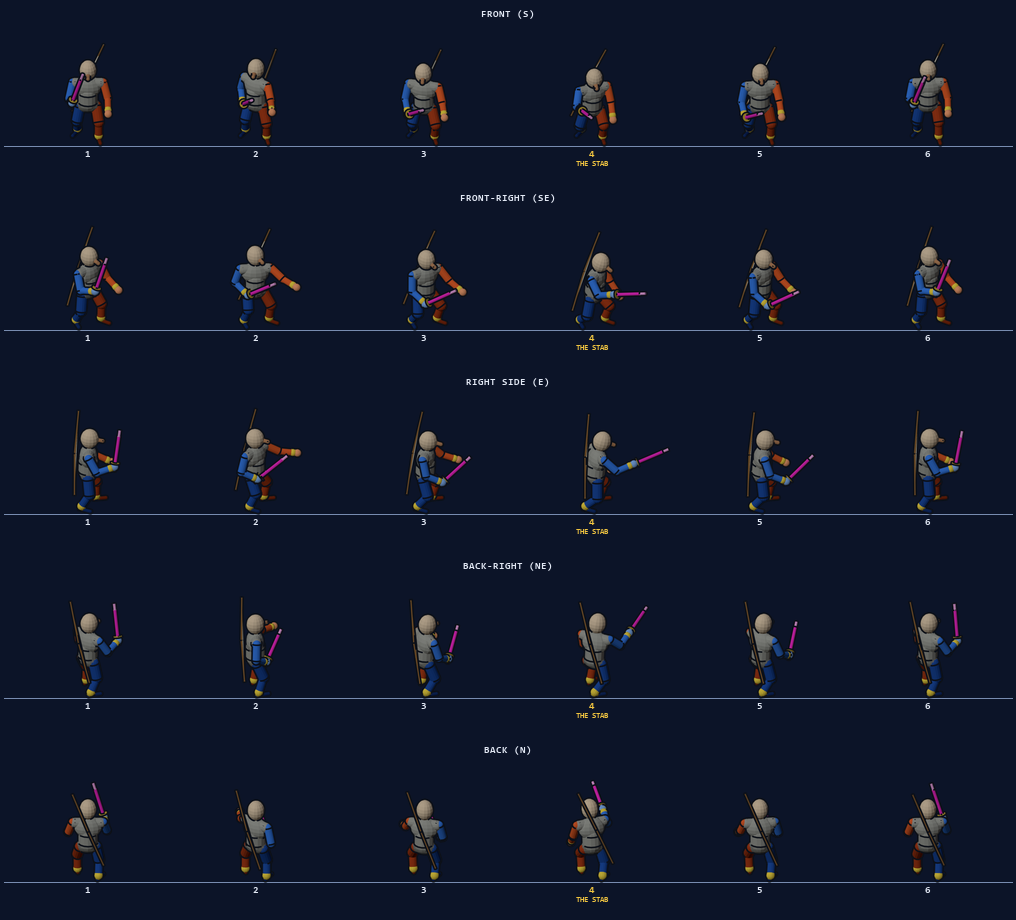 FRONT (S)
1 2 3 4 5 6
THE STAB
FRONT-RIGHT (SE)
1 2 3 4 5 6
THE STAB
RIGHT SIDE (E)
1 2 3 4 5 6
THE STAB
BACK-RIGHT (NE)
1 2 3 4 5 6
THE STAB
BACK (N)
1 2 3 4 5 6
THE STAB